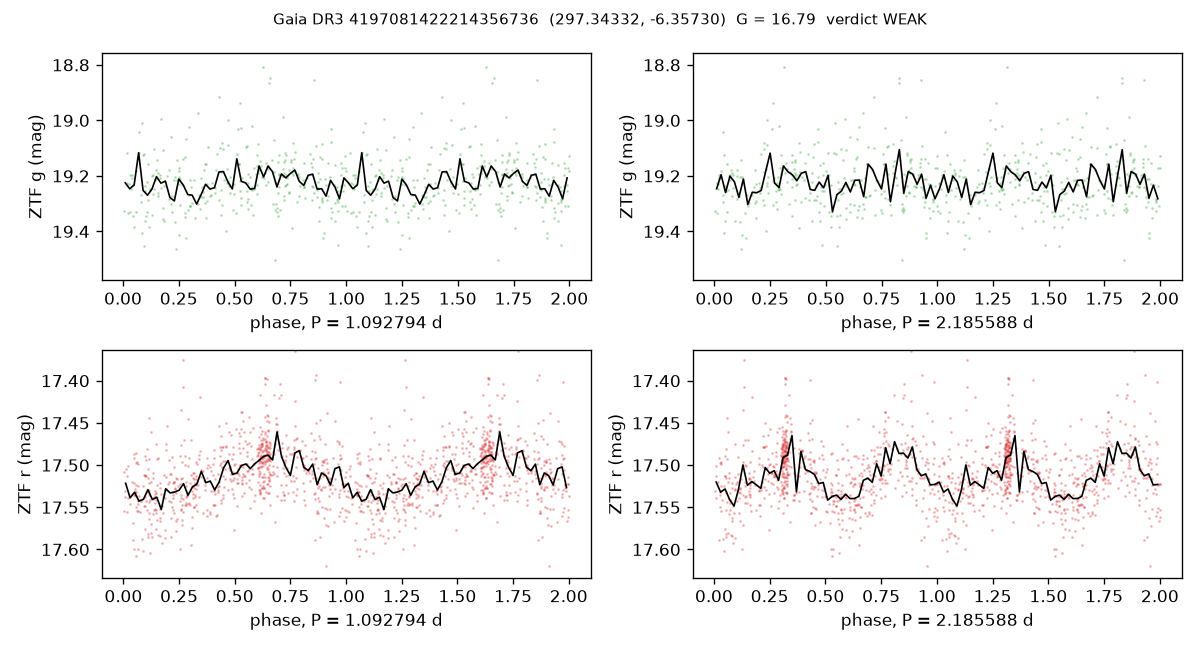 Gaia DR3 4197081422214356736 (297.34332, -6.35730) G = 16.79 verdict WEAK
ZTF g (mag)
18.8
19.0
19.2
19.4
0.00 0.25 0.50 0.75 1.00 1.25 1.50 1.75 2.00
phase, P = 1.092794 d
ZTF g (mag)
18.8
19.0
19.2
19.4
0.00 0.25 0.50 0.75 1.00 1.25 1.50 1.75 2.00
phase, P = 2.185588 d
ZTF r (mag)
17.40
17.45
17.50
17.55
17.60
0.00 0.25 0.50 0.75 1.00 1.25 1.50 1.75 2.00
phase, P = 1.092794 d
ZTF r (mag)
17.40
17.45
17.50
17.55
17.60
0.00 0.25 0.50 0.75 1.00 1.25 1.50 1.75 2.00
phase, P = 2.185588 d